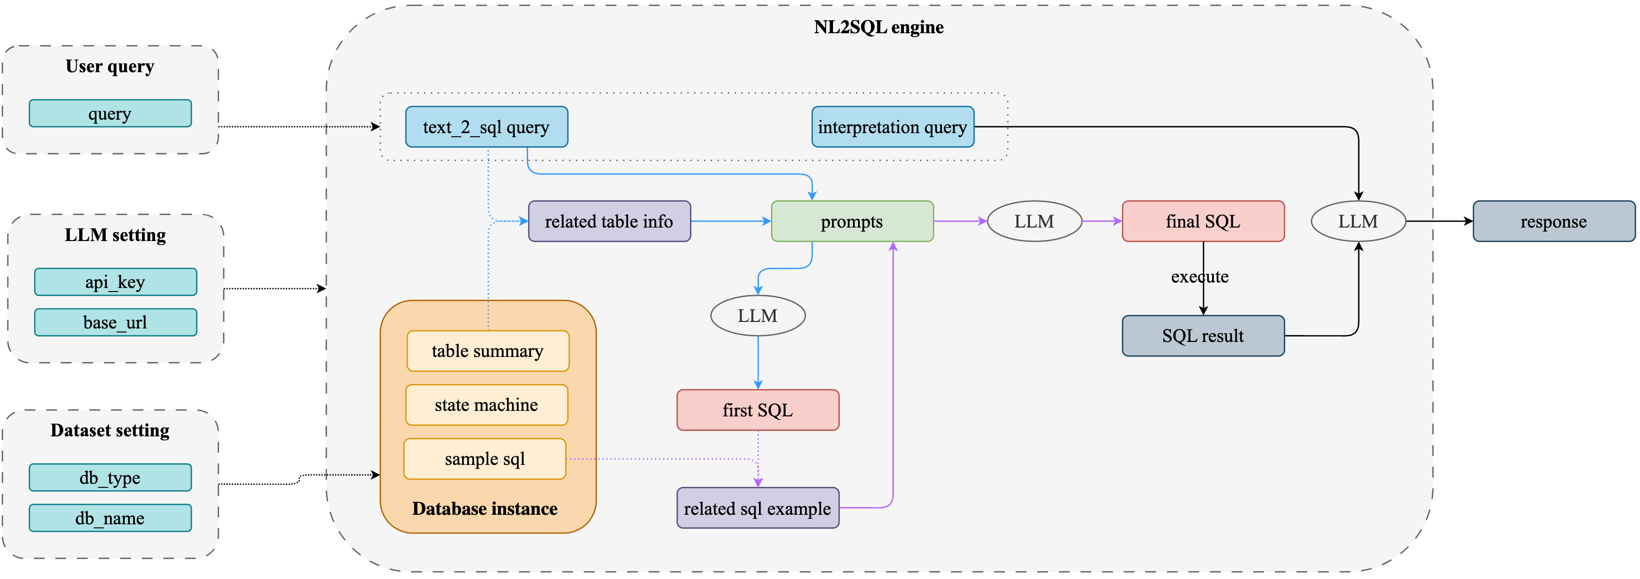 NL2SQL engine
User query
query
LLM setting
api_key
base_url
Dataset setting
db_type
db_name
text_2_sql query
interpretation query
related table info
prompts
LLM
final SQL
LLM
response
execute
LLM
SQL result
table summary
state machine
sample sql
Database instance
first SQL
related sql example